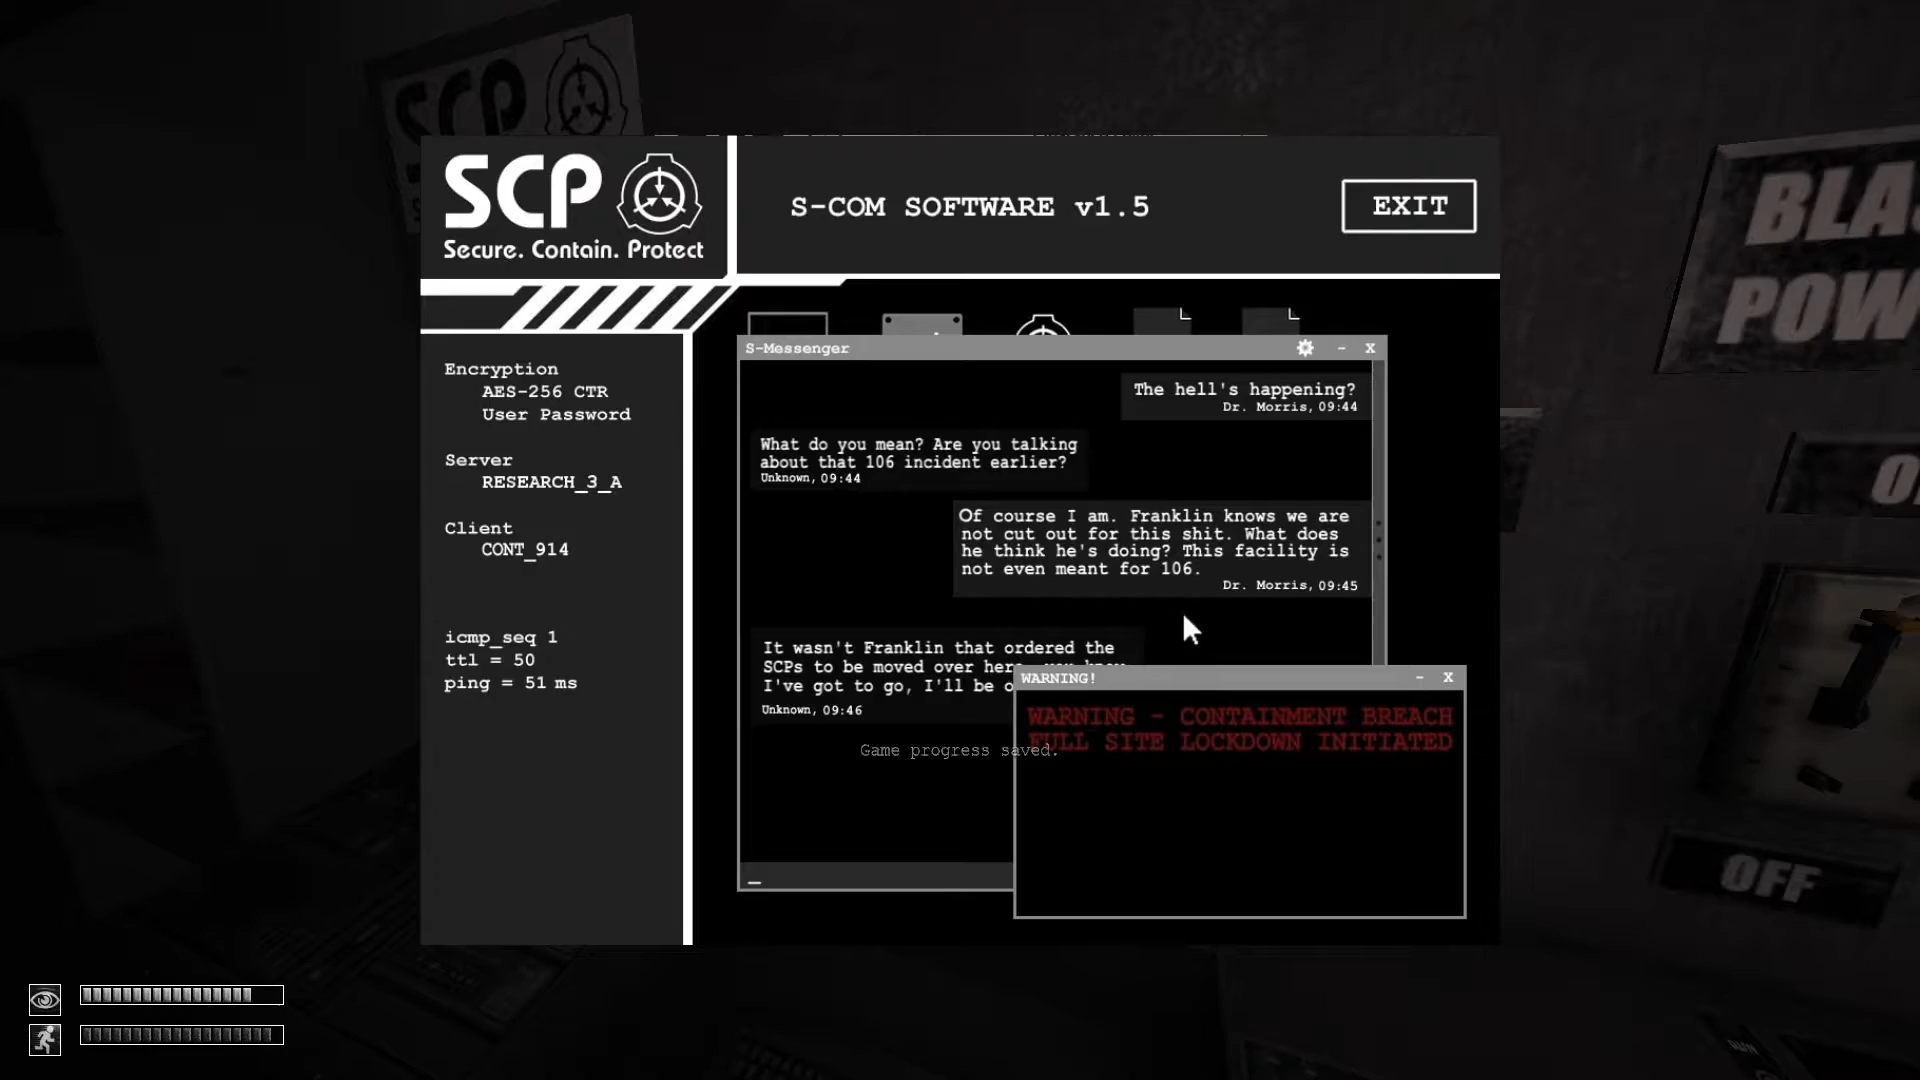 SCP
SCP
Secure. Contain. Protect
S-COM SOFTWARE v1.5
EXIT
Encryption
AES-256 CTR
User Password
Server
RESEARCH_3_A
Client
CONT_914
icmp_seq 1
ttl = 50
ping = 51 ms
S-Messenger
- X
The hell's happening?
Dr. Morris, 09:44
What do you mean? Are you talking
about that 106 incident earlier?
Unknown, 09:44
Of course I am. Franklin knows we are
not cut out for this shit. What does
he think he's doing? This facility is
not even meant for 106.
Dr. Morris, 09:45
It wasn't Franklin that ordered the
SCPs to be moved over here, you know
I've got to go, I'll be
Unknown, 09:46
WARNING!
- X
WARNING - CONTAINMENT BREACH
FULL SITE LOCKDOWN INITIATED
Game progress saved.
OFF